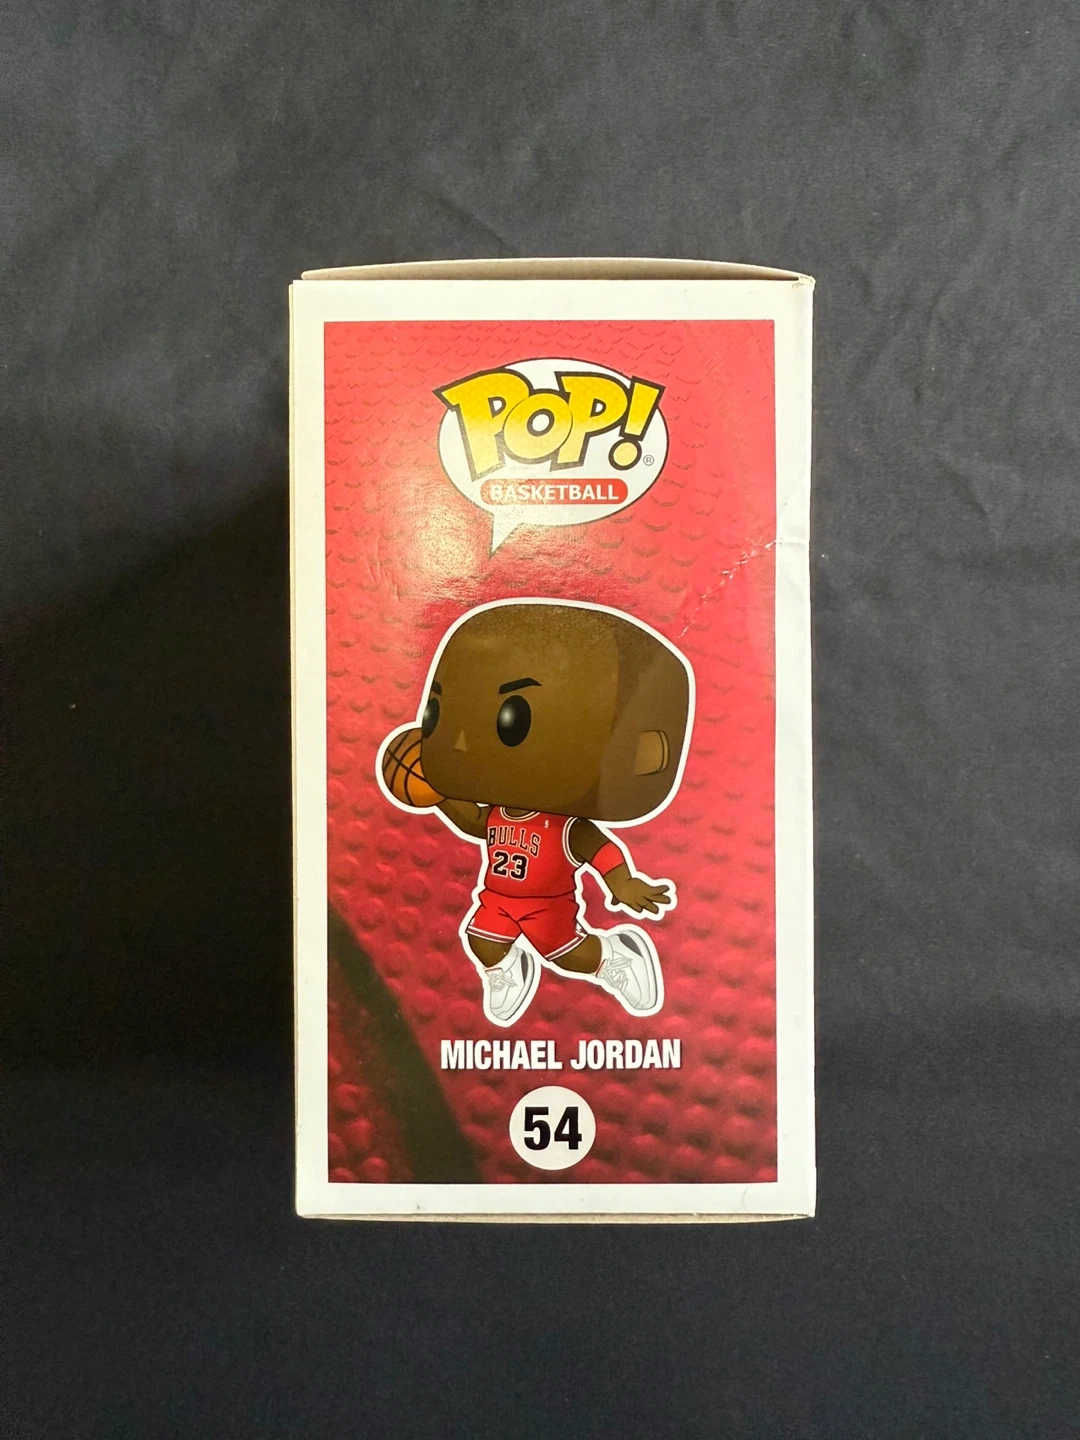 POP!®
BASKETBALL
BULLS
23
MICHAEL JORDAN
54